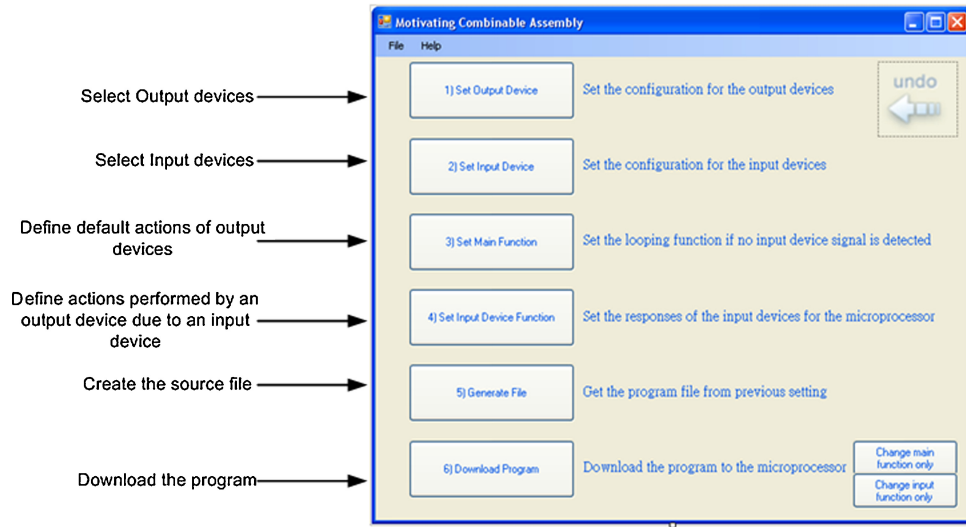 Motivating Combinable Assembly
File Help
undo
Select Output devices
1) Set Output Device
Set the configuration for the output devices
Select Input devices
2) Set Input Device
Set the configuration for the input devices
Define default actions of output
devices
3) Set Main Function
Set the looping function if no input device signal is detected
Define actions performed by an
output device due to an input
device
4) Set Input Device Function
Set the responses of the input devices for the microprocessor
Create the source file
5) Generate File
Get the program file from previous setting
Download the program
6) Download Program
Download the program to the microprocessor
Change main
function only
Change input
function only